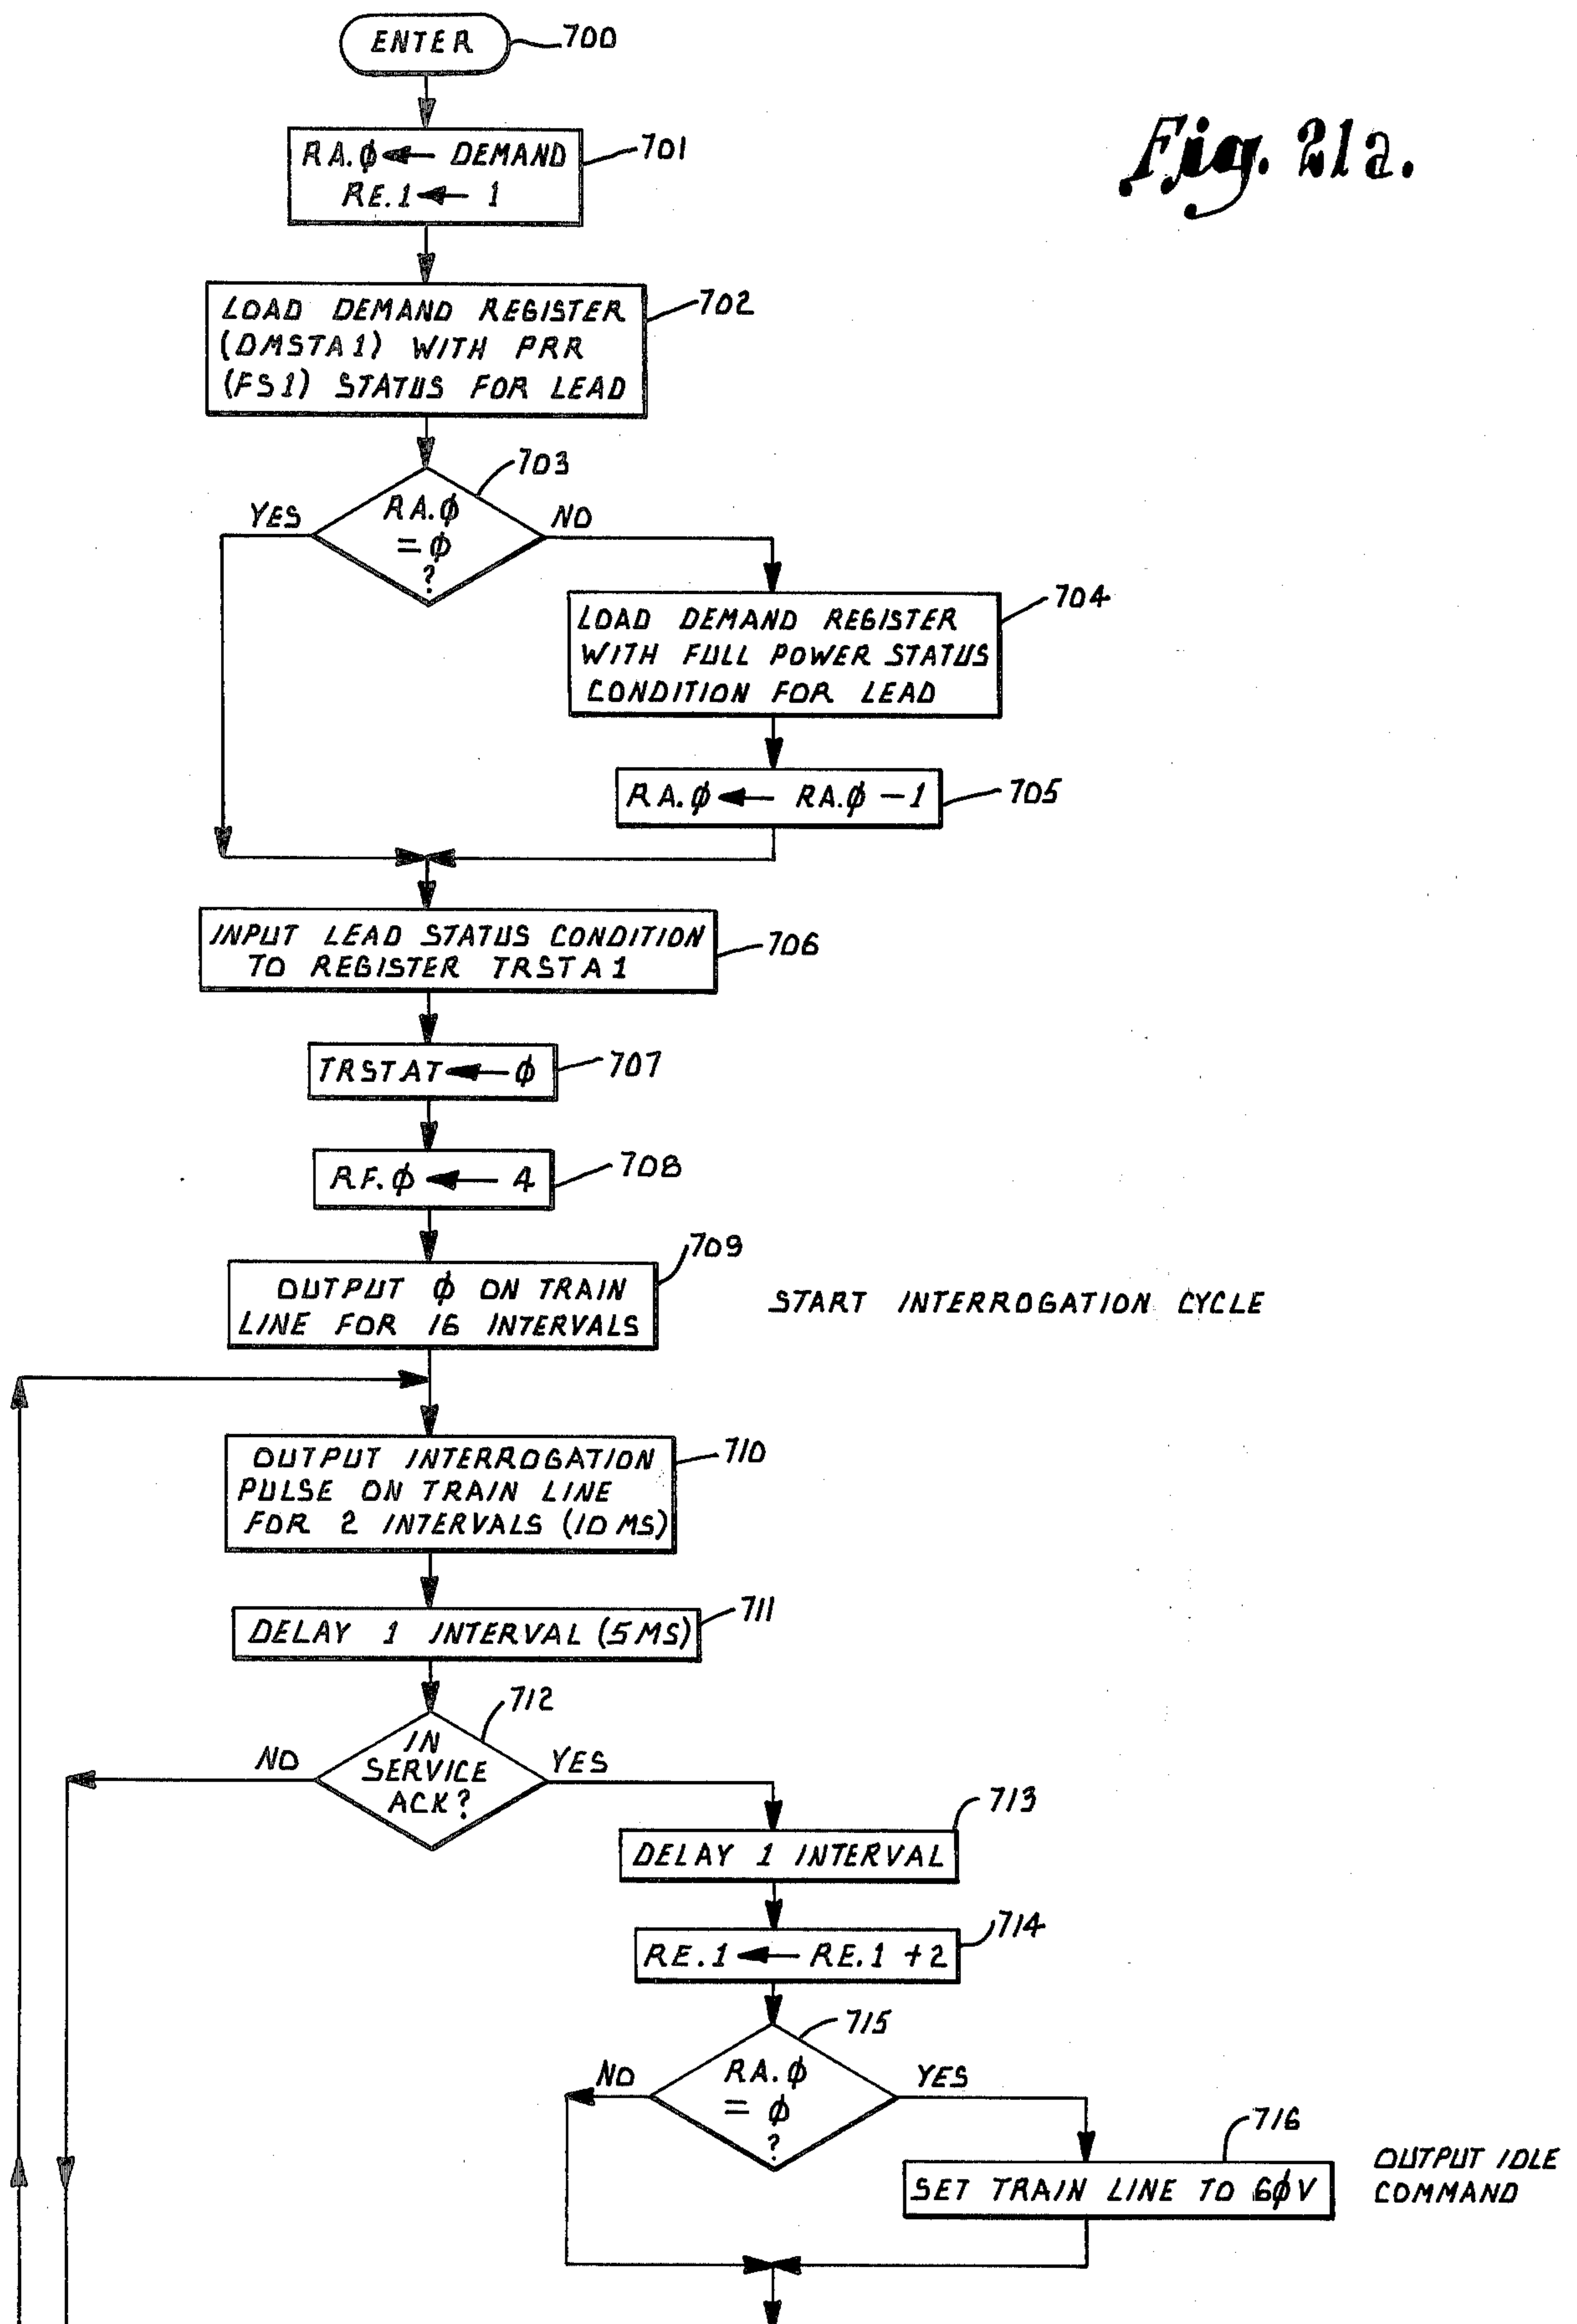 ENTER
700
Fig. 21a.
RA.ϕ ← DEMAND
RE.1 ← 1
701
LOAD DEMAND REGISTER
(DMSTA1) WITH PRR
(FS1) STATUS FOR LEAD
702
703
YES
RA.ϕ
= ϕ
?
NO
LOAD DEMAND REGISTER
WITH FULL POWER STATUS
CONDITION FOR LEAD
704
RA.ϕ ← RA.ϕ - 1
705
INPUT LEAD STATUS CONDITION
TO REGISTER TRSTA1
706
TRSTAT ← ϕ
707
RF.ϕ ← 4
708
OUTPUT ϕ ON TRAIN
LINE FOR 16 INTERVALS
709
START INTERROGATION CYCLE
OUTPUT INTERROGATION
PULSE ON TRAIN LINE
FOR 2 INTERVALS (10 MS)
710
DELAY 1 INTERVAL (5MS)
711
712
NO
IN
SERVICE
ACK?
YES
DELAY 1 INTERVAL
713
RE.1 ← RE.1 + 2
714
715
NO
RA.ϕ
= ϕ
?
YES
716
SET TRAIN LINE TO 6ϕV
OUTPUT IDLE
COMMAND